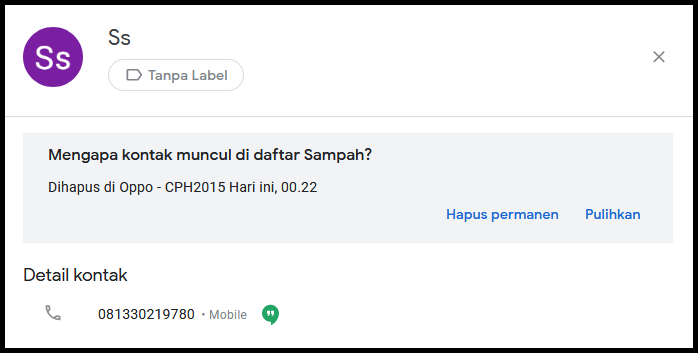 Ss
Ss
Tanpa Label
Mengapa kontak muncul di daftar Sampah?
Dihapus di Oppo - CPH2015 Hari ini, 00.22
Hapus permanen Pulihkan
Detail kontak
081330219780 • Mobile